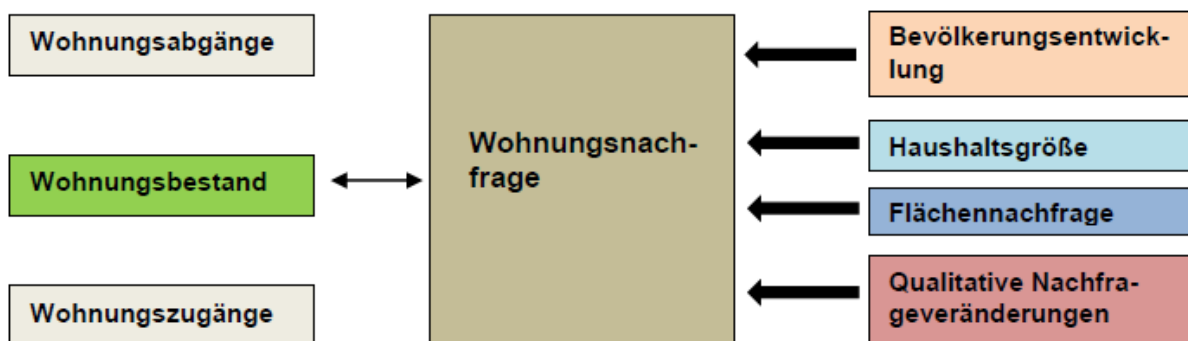 Wohnungsabgänge
Wohnungsbestand
Wohnungszugänge
Wohnungsnach-
frage
Bevölkerungsentwick-
lung
Haushaltsgröße
Flächennachfrage
Qualitative Nachfra-
geveränderungen